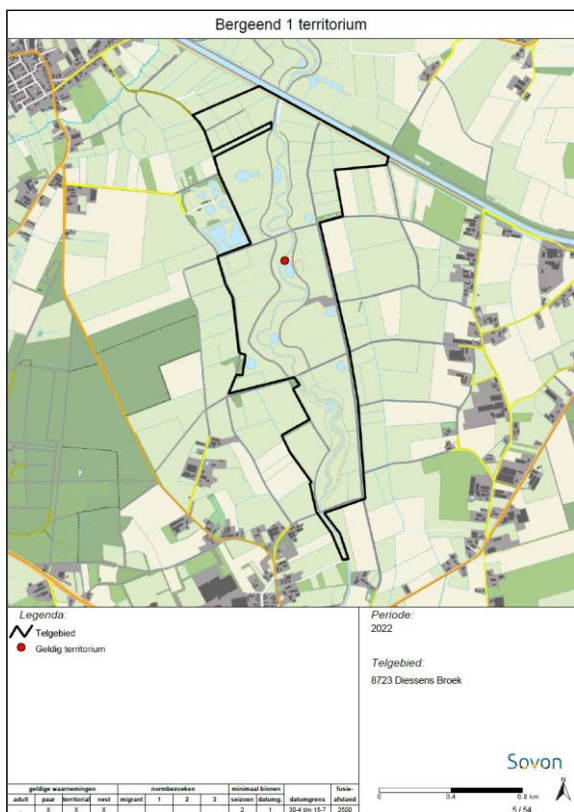 Bergeend 1 territorium
Legenda:
Telgebied
Geldig territorium
Periode:
2022
Telgebied:
8723 Diessens Broek
Sovon
0 0.4 0.8 km
N
5 / 54
geldige waarnemingen normbezoeken minimaal binnen fusie-
adult paar territorial nest migrant 1 2 3 seizoen datumg. datumgrens afstand
. X X X 2 1 30-4 t/m 15-7 2500